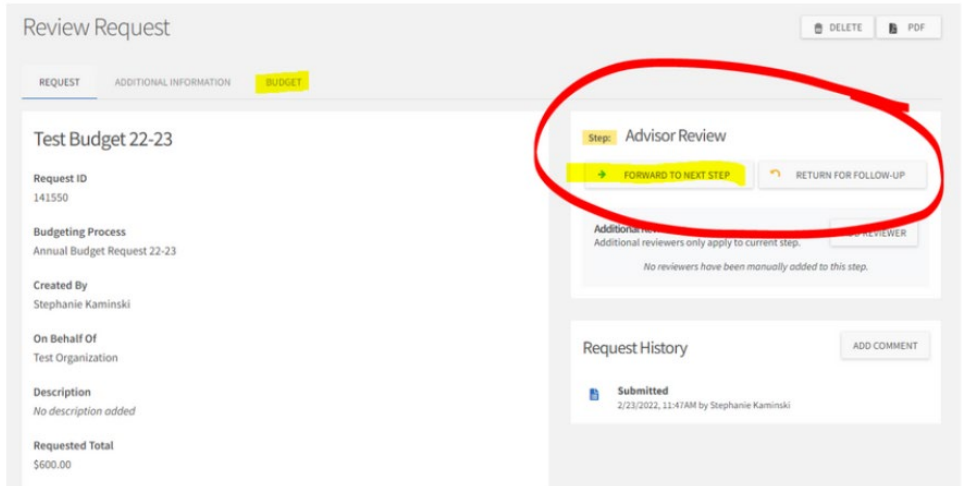 Review Request
DELETE
PDF
REQUEST
ADDITIONAL INFORMATION
BUDGET
Test Budget 22-23
Request ID
141550
Budgeting Process
Annual Budget Request 22-23
Created By
Stephanie Kaminski
On Behalf Of
Test Organization
Description
No description added
Requested Total
$600.00
Step: Advisor Review
FORWARD TO NEXT STEP
RETURN FOR FOLLOW-UP
Additional
REVIEWER
Additional reviewers only apply to current step.
No reviewers have been manually added to this step.
Request History
ADD COMMENT
Submitted
2/23/2022, 11:47AM by Stephanie Kaminski